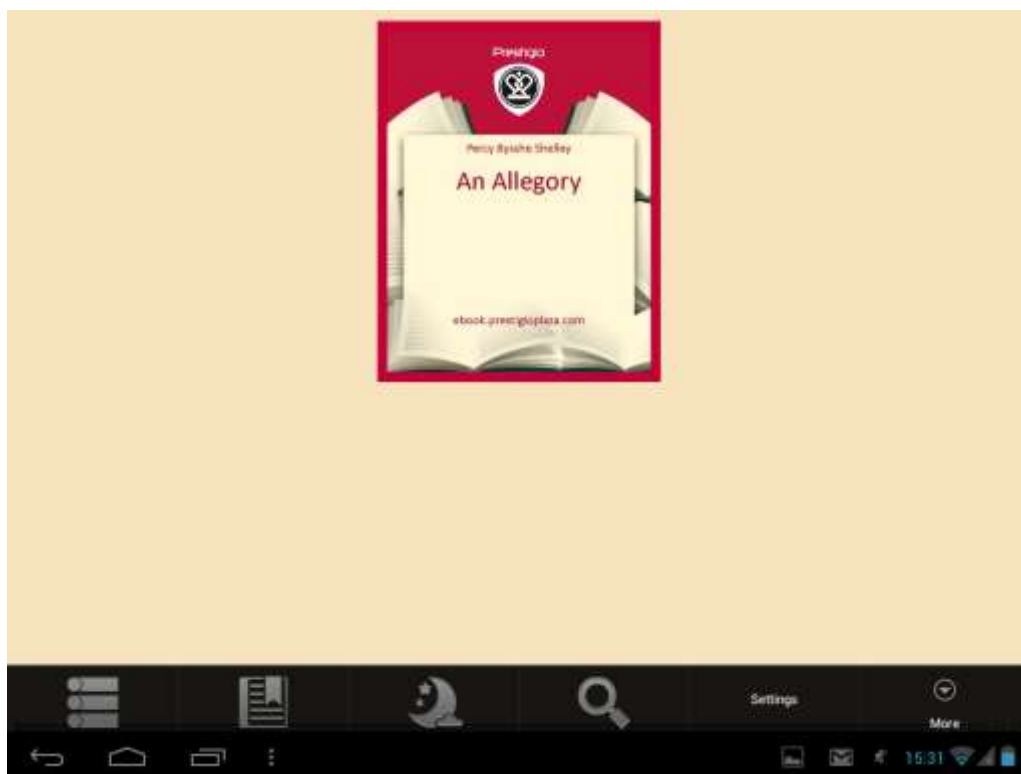 Prestigio
Percy Bysshe Shelley
An Allegory
ebook.prestigioplaza.com
Settings
More
15:31